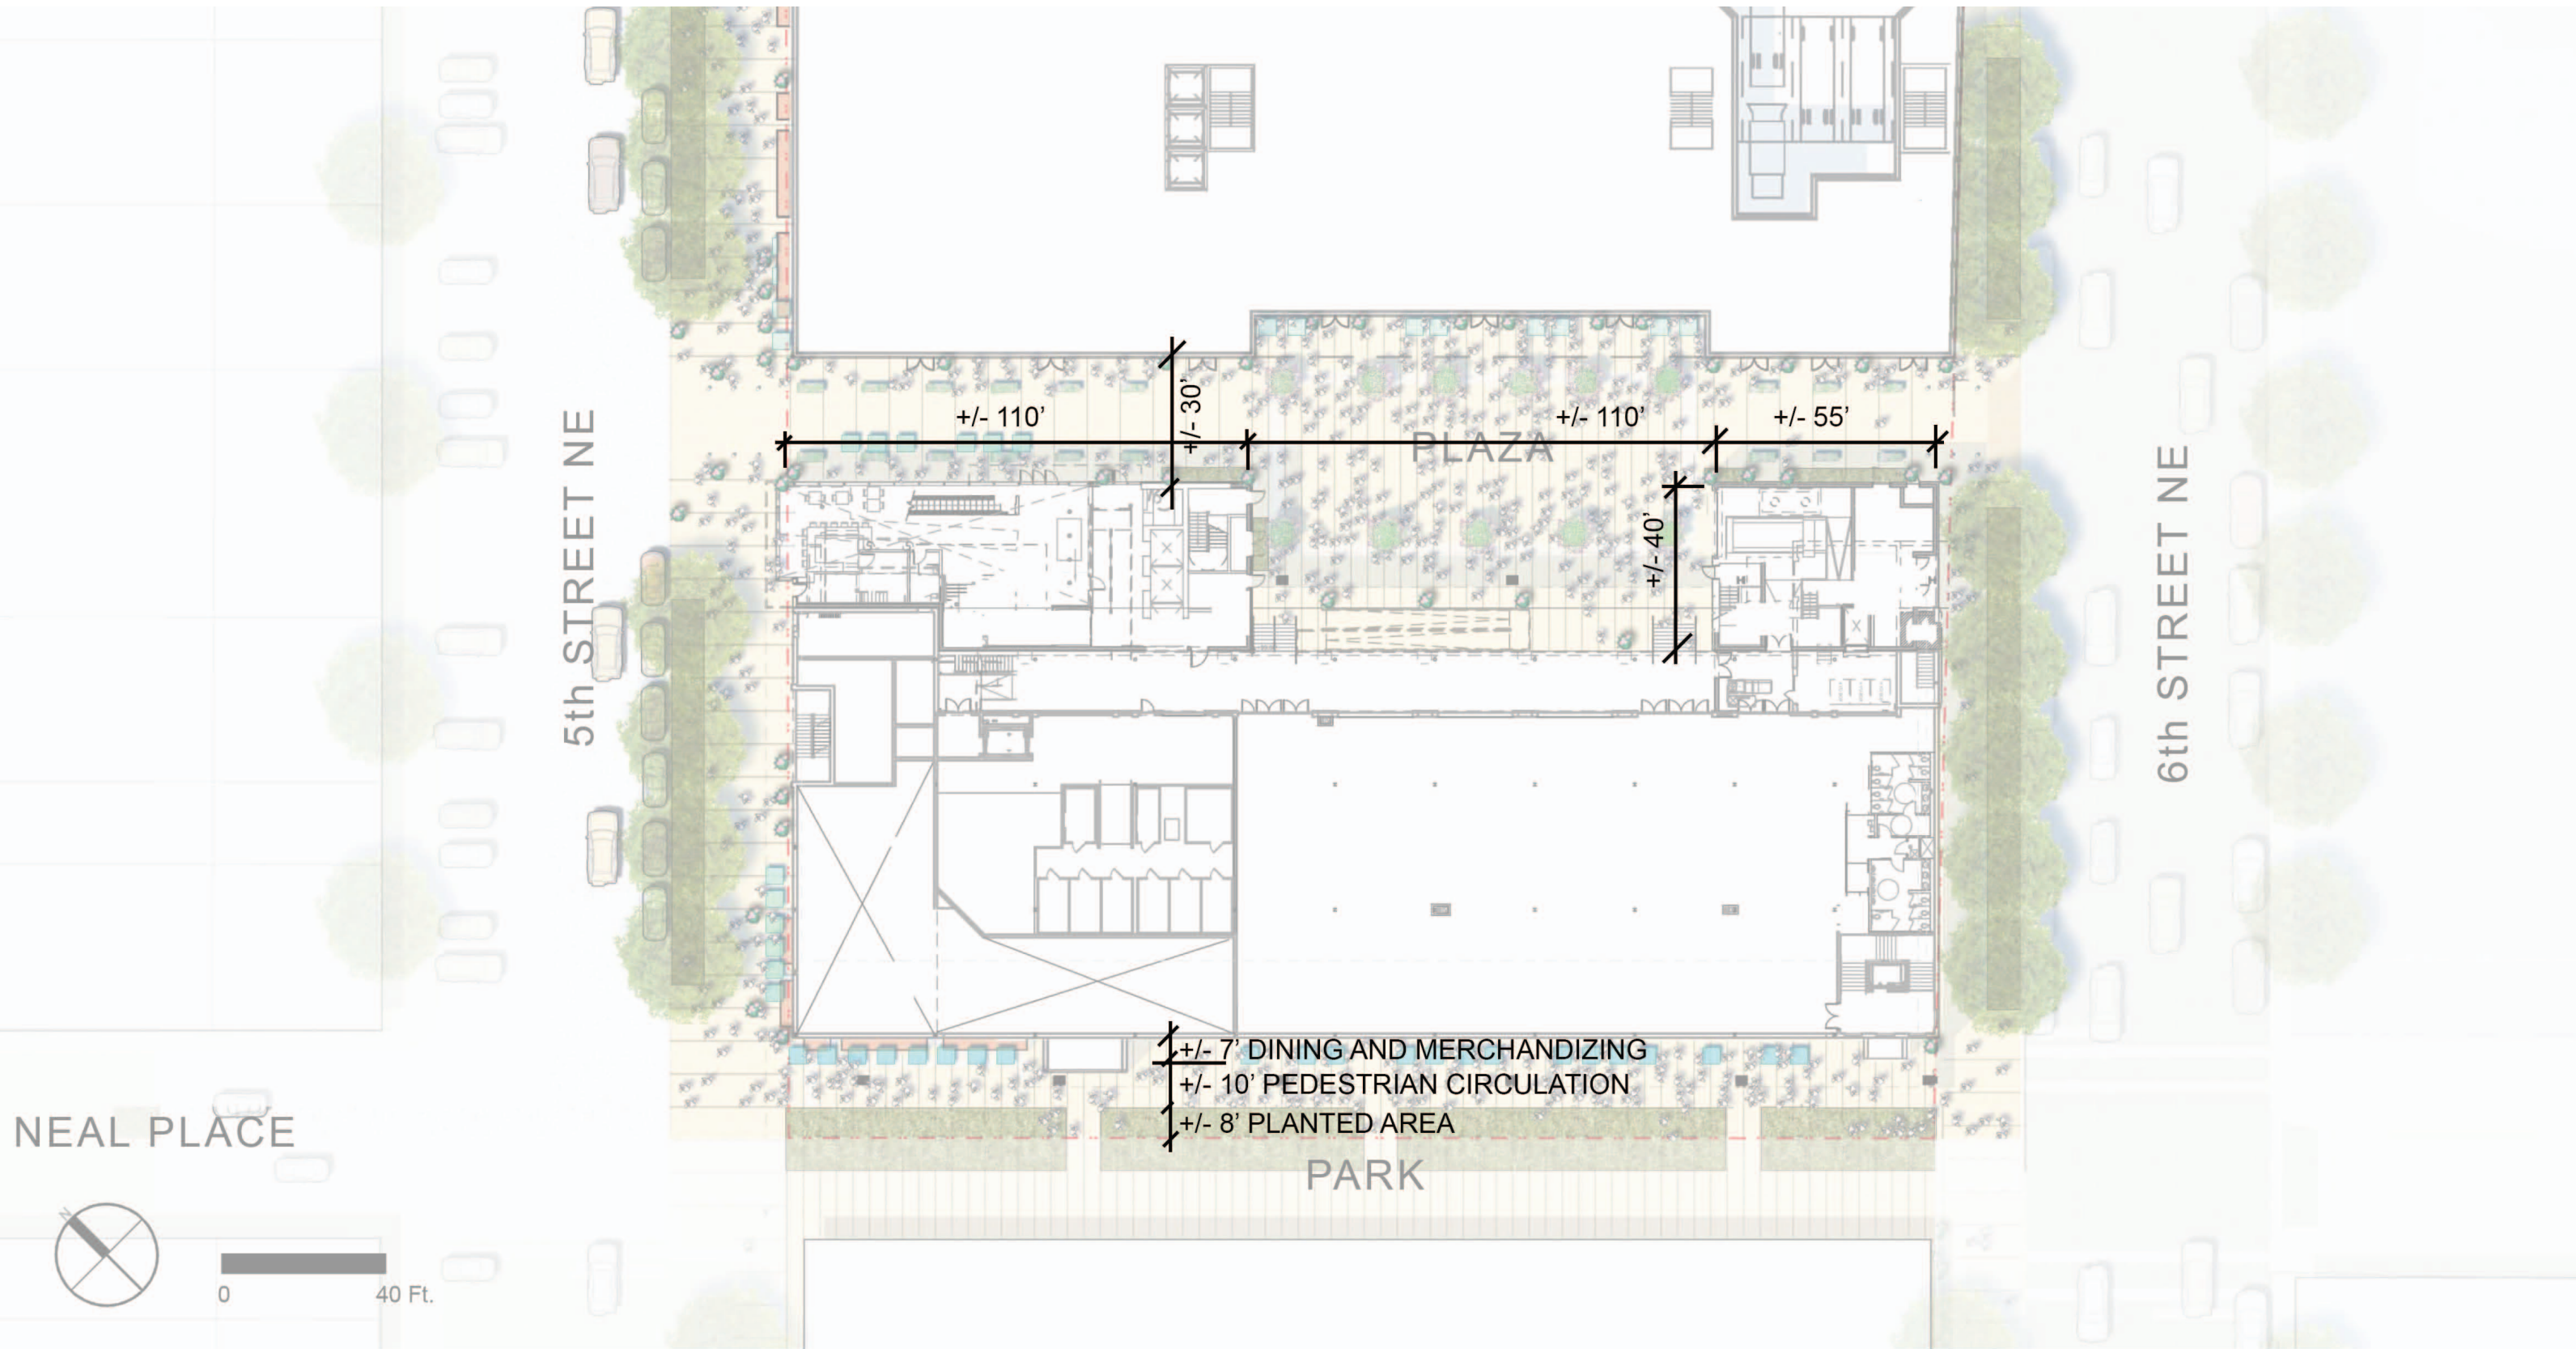 +/- 30’
+/- 110’
+/- 110’
+/- 55’
PLAZA
5th STREET NE
6th STREET NE
+/- 40’
+/- 7’ DINING AND MERCHANDIZING
+/- 10’ PEDESTRIAN CIRCULATION
+/- 8’ PLANTED AREA
NEAL PLACE
PARK
N
0 40 Ft.